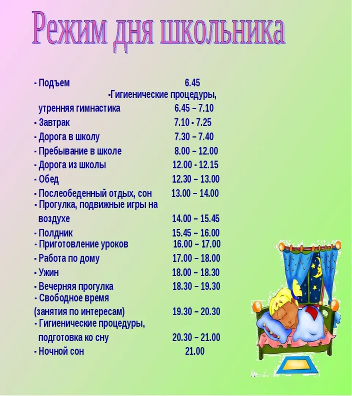 Режим дня школьника
- Подъем 6.45
-Гигиенические процедуры,
утренняя гимнастика 6.45 – 7.10
- Завтрак 7.10 - 7.25
- Дорога в школу 7.30 – 7.40
- Пребывание в школе 8.00 – 12.00
- Дорога из школы 12.00 - 12.15
- Обед 12.30 – 13.00
- Послеобеденный отдых, сон 13.00 – 14.00
- Прогулка, подвижные игры на
воздухе 14.00 – 15.45
- Полдник 15.45 – 16.00
- Приготовление уроков 16.00 – 17.00
- Работа по дому 17.00 – 18.00
- Ужин 18.00 – 18.30
- Вечерняя прогулка 18.30 – 19.30
- Свободное время
(занятия по интересам) 19.30 – 20.30
- Гигиенические процедуры,
подготовка ко сну 20.30 – 21.00
- Ночной сон 21.00